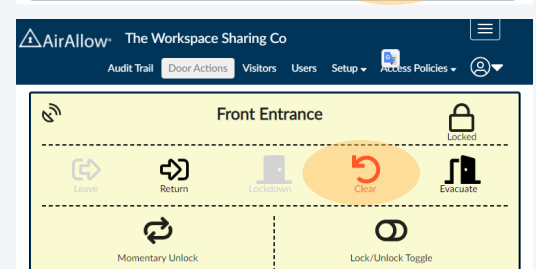 AirAllow The Workspace Sharing Co
Audit Trail Door Actions Visitors Users Setup Access Policies
Front Entrance
Locked
Leave Return Lockdown Clear Evacuate
Momentary Unlock Lock/Unlock Toggle